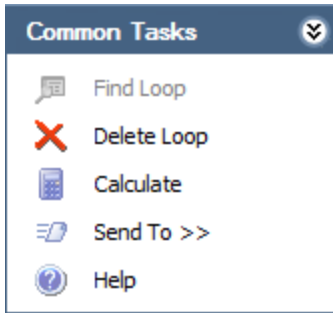 Common Tasks
Find Loop
Delete Loop
Calculate
Send To >>
Help